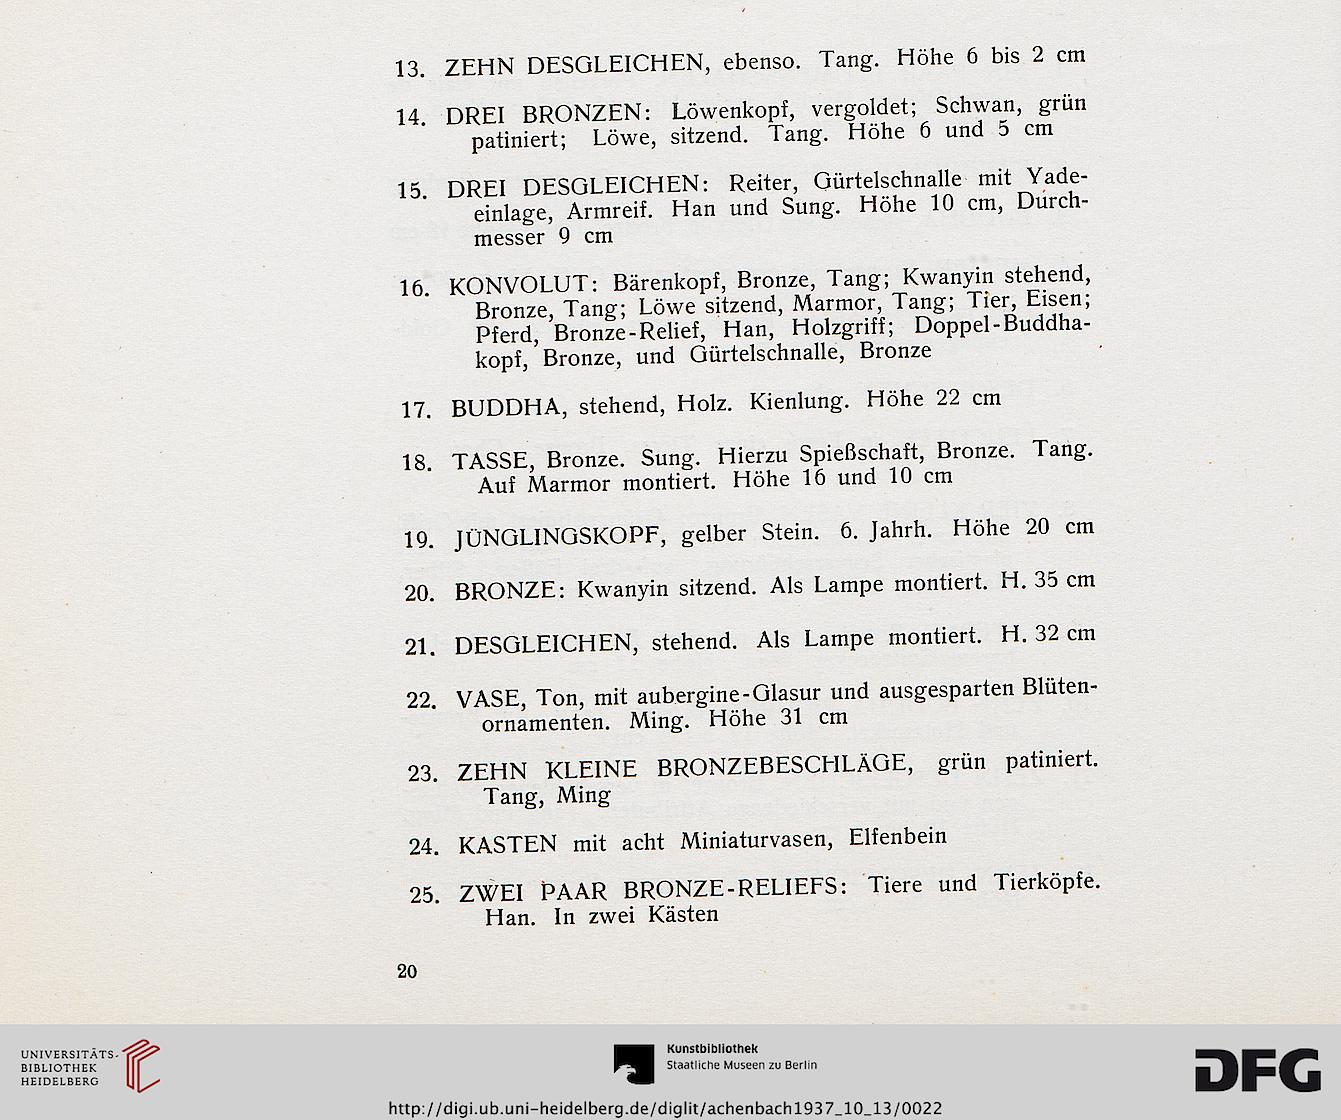 13. ZEHN DESGLEICHEN, ebenso. Tang. Höhe 6 bis 2 cm
14. DREI BRONZEN: Löwenkopf, vergoldet; Schwan, grün
patiniert; Löwe, sitzend. Tang. Höhe 6 und 5 cm
15. DREI DESGLEICHEN: Reiter, Gürtelschnalle mit Yade-
einlage, Armreif. Han und Sung. Höhe 10 cm, Durch-
messer 9 cm
16. KONVOLUT: Bärenkopf, Bronze, Tang; Kwanyin stehend,
Bronze, Tang; Löwe sitzend, Marmor, Tang; Tier, Eisen;
Pferd, Bronze-Relief, Han, Holzgriff; Doppel-Buddha-
kopf, Bronze, und Gürtelschnalle, Bronze
17. BUDDHA, stehend, Holz. Kienlung. Höhe 22 cm
18. TASSE, Bronze. Sung. Hierzu Spießschaft, Bronze. Tang.
Auf Marmor montiert. Höhe 16 und 10 cm
19. JÜNGLINGSKOPF, gelber Stein. 6. Jahrh. Höhe 20 cm
20. BRONZE: Kwanyin sitzend. Als Lampe montiert. H. 35 cm
21. DESGLEICHEN, stehend. Als Lampe montiert. H. 32 cm
22. VASE, Ton, mit aubergine-Glasur und ausgesparten Blüten-
ornamenten. Ming. Höhe 31 cm
23. ZEHN KLEINE BRONZEBESCHLÄGE, grün patiniert.
Tang, Ming
24. KASTEN mit acht Miniaturvasen, Elfenbein
25. ZWEI PAAR BRONZE-RELIEFS: Tiere und Tierköpfe.
Han. In zwei Kästen
20
UNIVERSITÄTS-
BIBLIOTHEK
HEIDELBERG
Kunstbibliothek
Staatliche Museen zu Berlin
DFG
http://digi.ub.uni-heidelberg.de/diglit/achenbach1937_10_13/0022